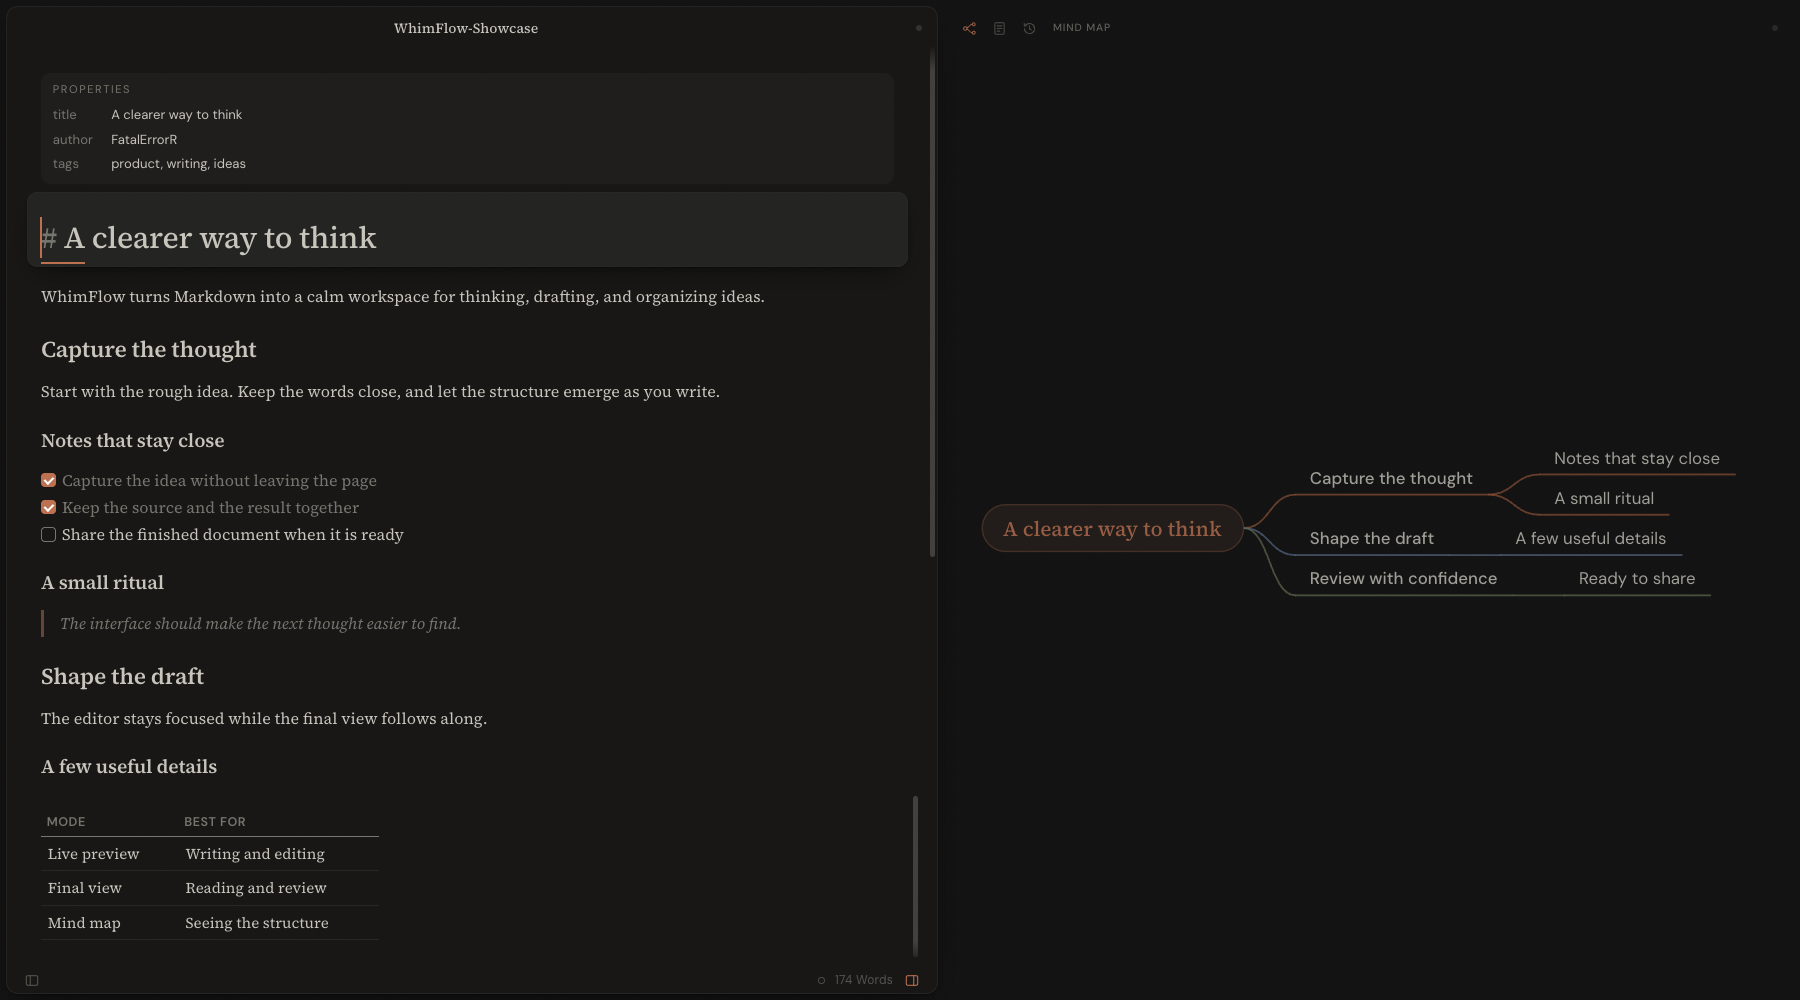 WhimFlow-Showcase
PROPERTIES
title A clearer way to think
author FatalErrorR
tags product, writing, ideas
# A clearer way to think
WhimFlow turns Markdown into a calm workspace for thinking, drafting, and organizing ideas.
Capture the thought
Start with the rough idea. Keep the words close, and let the structure emerge as you write.
Notes that stay close
Capture the idea without leaving the page
Keep the source and the result together
Share the finished document when it is ready
A small ritual
The interface should make the next thought easier to find.
Shape the draft
The editor stays focused while the final view follows along.
A few useful details
MODE BEST FOR
Live preview Writing and editing
Final view Reading and review
Mind map Seeing the structure
174 Words
MIND MAP
A clearer way to think
Capture the thought
Notes that stay close
A small ritual
Shape the draft
A few useful details
Review with confidence
Ready to share